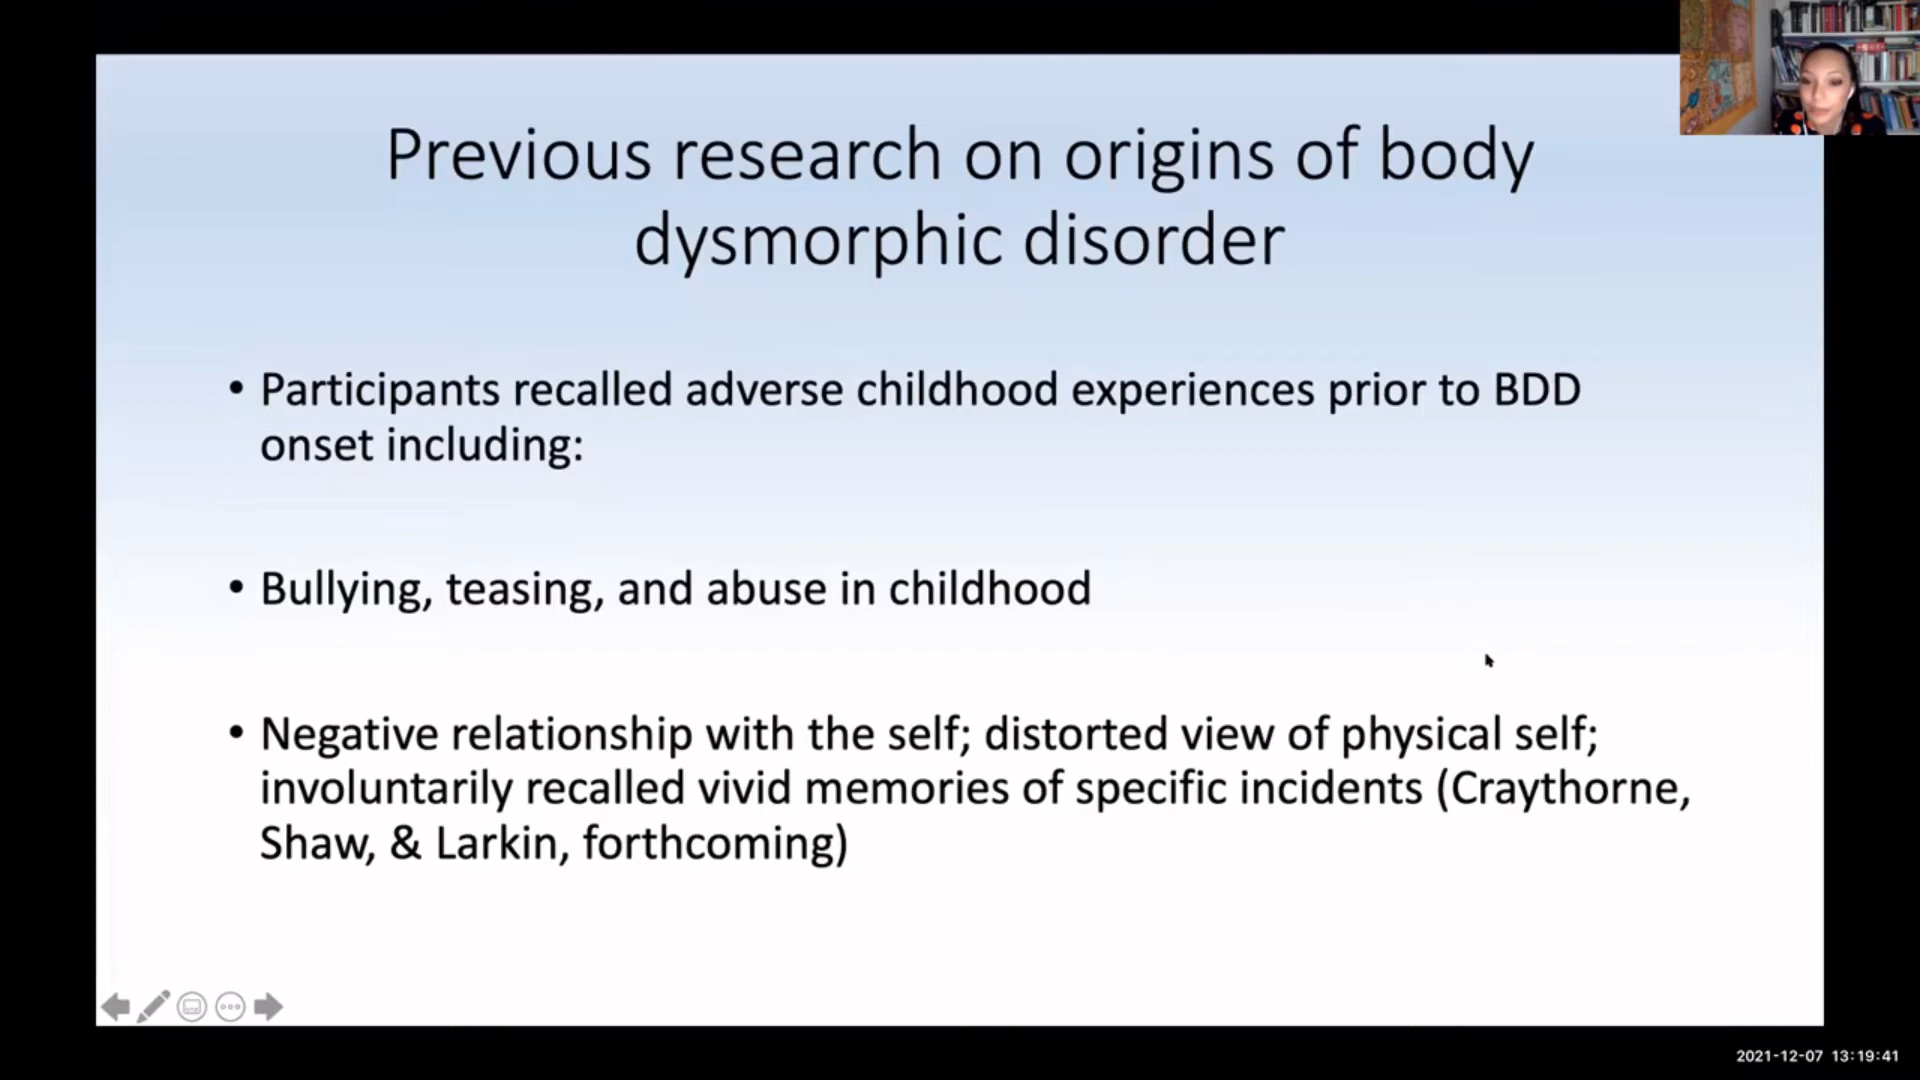 Previous research on origins of body
dysmorphic disorder
• Participants recalled adverse childhood experiences prior to BDD
onset including:
• Bullying, teasing, and abuse in childhood
• Negative relationship with the self; distorted view of physical self;
involuntarily recalled vivid memories of specific incidents (Craythorne,
Shaw, & Larkin, forthcoming)
2021-12-07 13:19:41